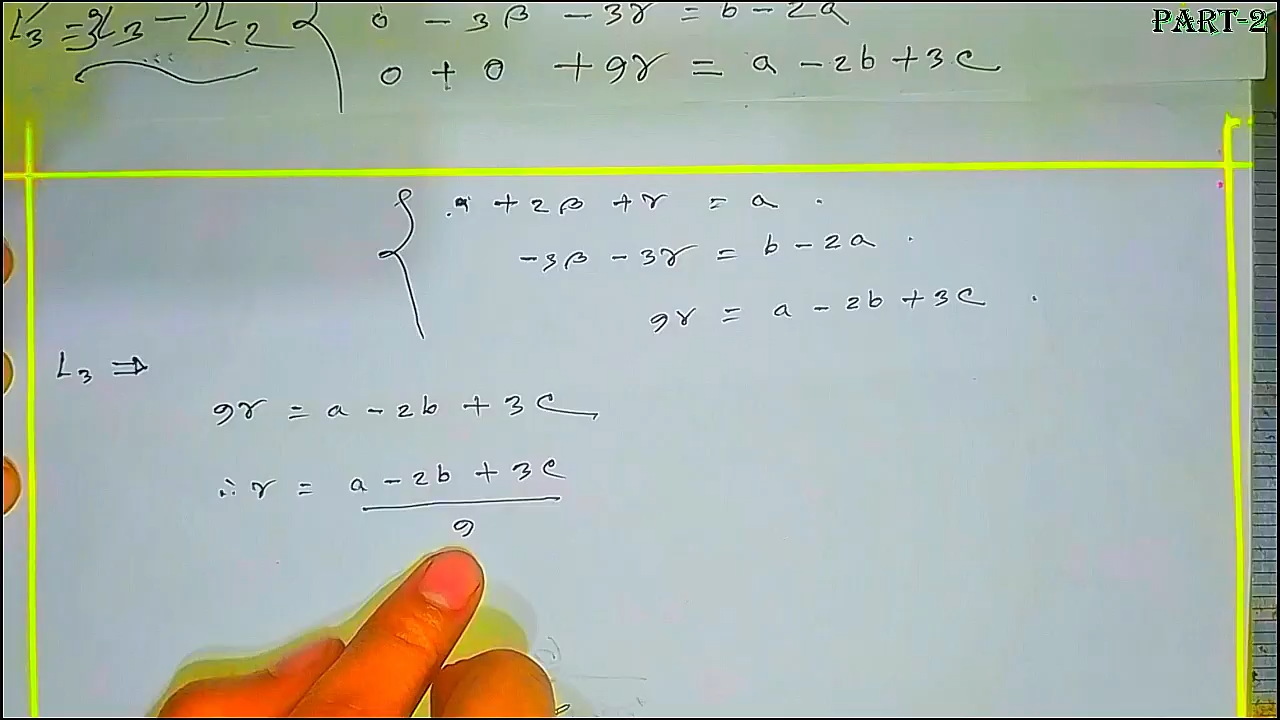 PART-2
0 - 3β - 3γ = b - 2a
L₃' = 3L₃ - 2L₂
0 + 0 + 9γ = a - 2b + 3c
+ 2β + γ = a
-3β - 3γ = b - 2a
9γ = a - 2b + 3c
L₃ ⇒
9γ = a - 2b + 3c
∴ γ = a - 2b + 3c
9